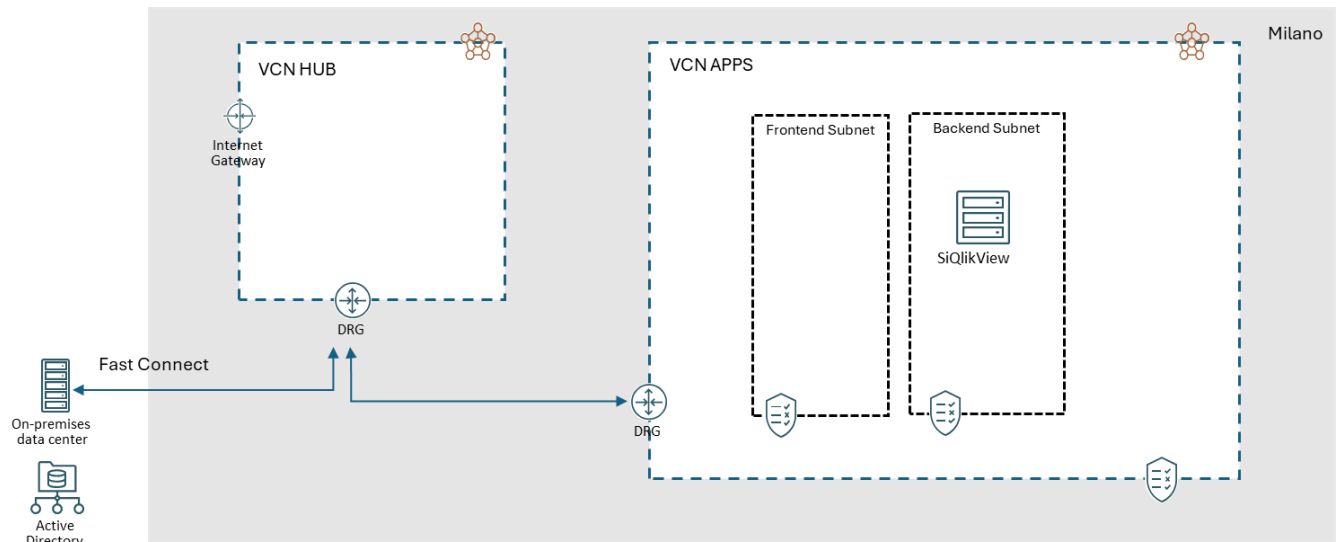 Milano
VCN HUB
VCN APPS
Internet
Gateway
Frontend Subnet
Backend Subnet
SiQlikView
DRG
Fast Connect
DRG
On-premises
data center
Active
Directory